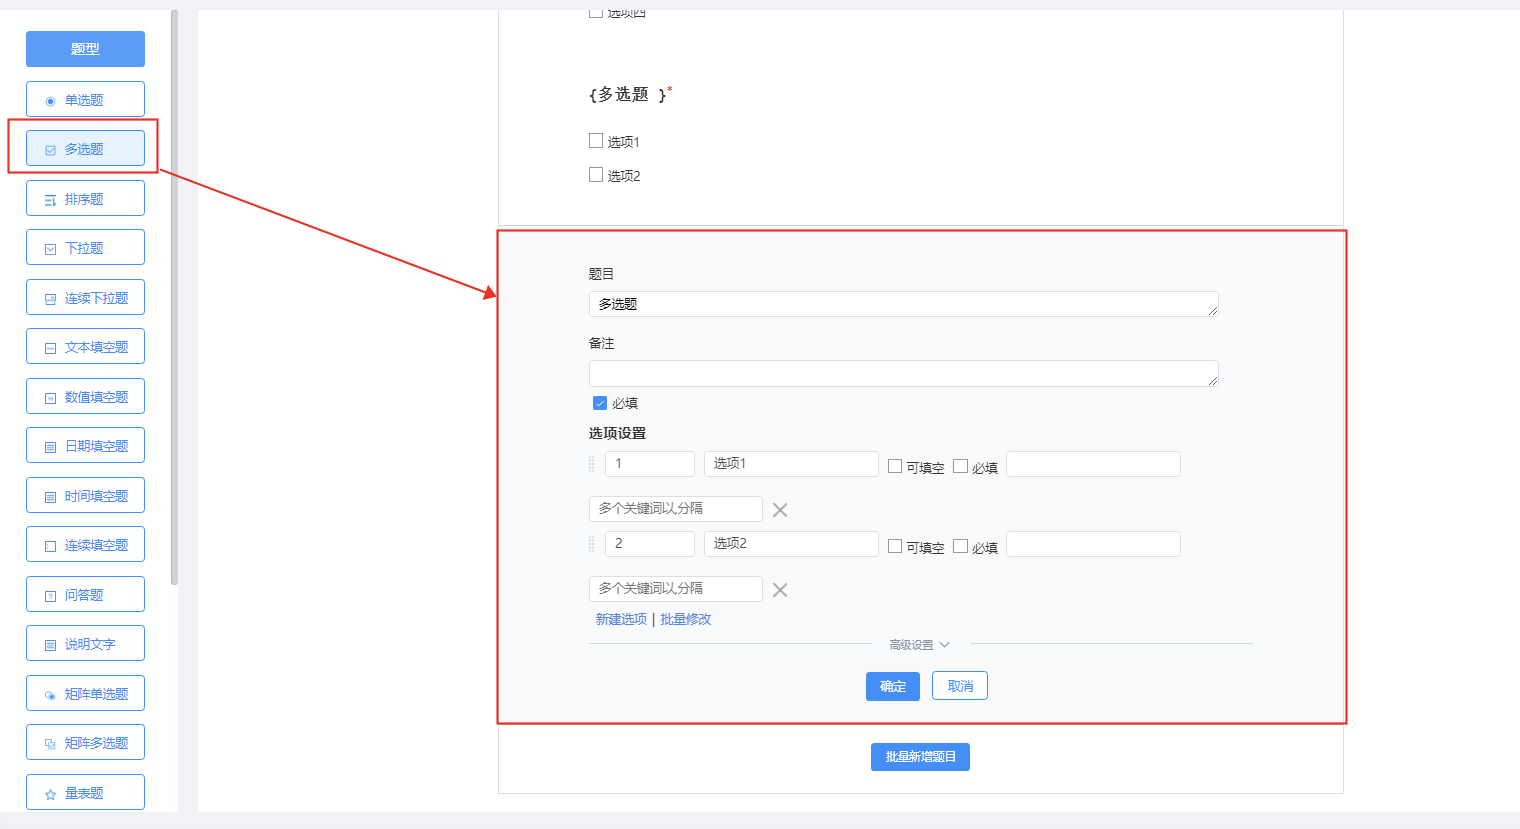 题型
单选题
多选题
排序题
下拉题
连续下拉题
文本填空题
数值填空题
日期填空题
时间填空题
连续填空题
问答题
说明文字
矩阵单选题
矩阵多选题
量表题
选项四
{多选题 }*
选项1
选项2
题目
多选题
备注
必填
选项设置
1 选项1 可填空 必填
多个关键词以,分隔
2 选项2 可填空 必填
多个关键词以,分隔
新建选项 | 批量修改
高级设置
确定 取消
批量新增题目